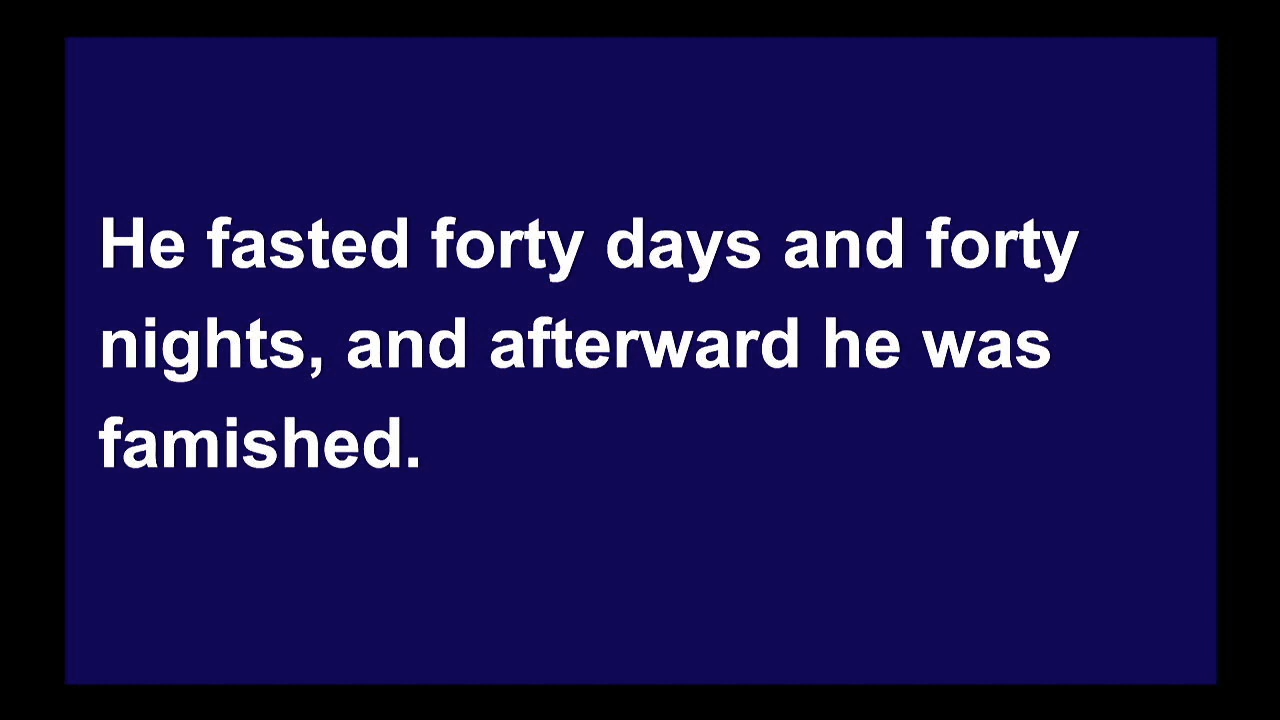 He fasted forty days and forty
nights, and afterward he was
famished.